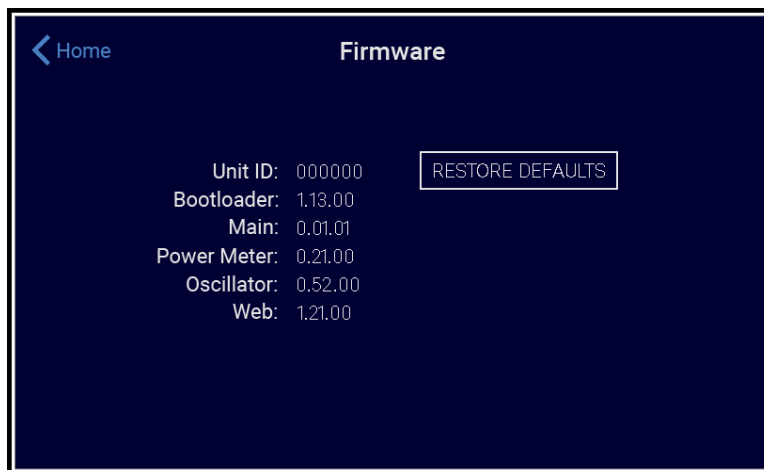 Home
Firmware
Unit ID: 000000
RESTORE DEFAULTS
Bootloader: 1.13.00
Main: 0.01.01
Power Meter: 0.21.00
Oscillator: 0.52.00
Web: 1.21.00